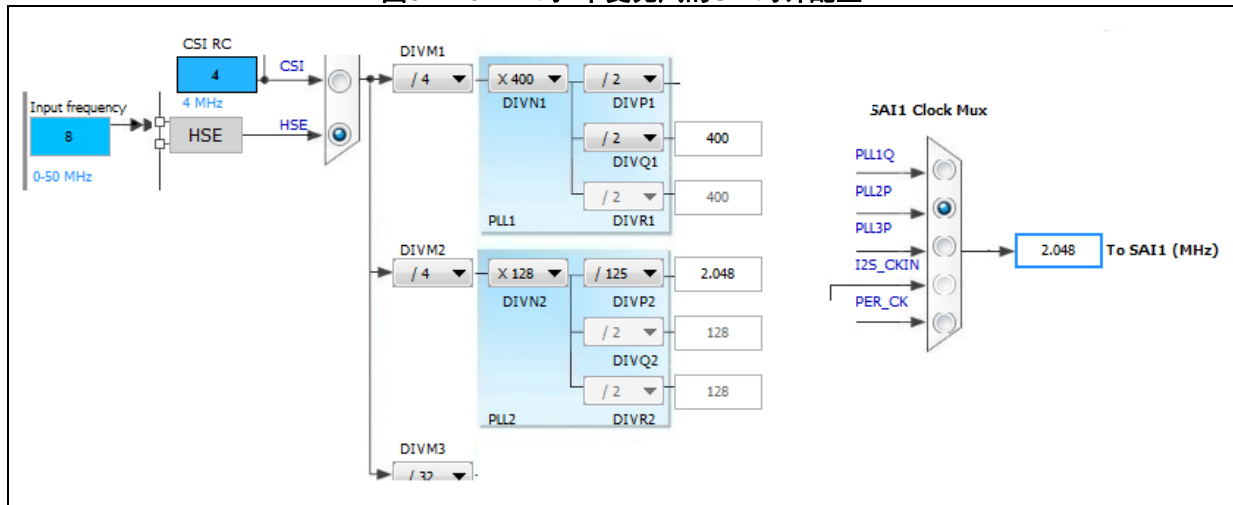 CSI RC
4
4 MHz
CSI
Input frequency
8
0-50 MHz
HSE
HSE
DIVM1
/ 4
X 400
DIVN1
/ 2
DIVP1
/ 2
DIVQ1
400
/ 2
DIVR1
400
PLL1
DIVM2
/ 4
X 128
DIVN2
/ 125
DIVP2
2.048
/ 2
DIVQ2
128
/ 2
DIVR2
128
PLL2
DIVM3
/ 32
SAI1 Clock Mux
PLL1Q
PLL2P
PLL3P
I2S_CKIN
PER_CK
2.048
To SAI1 (MHz)